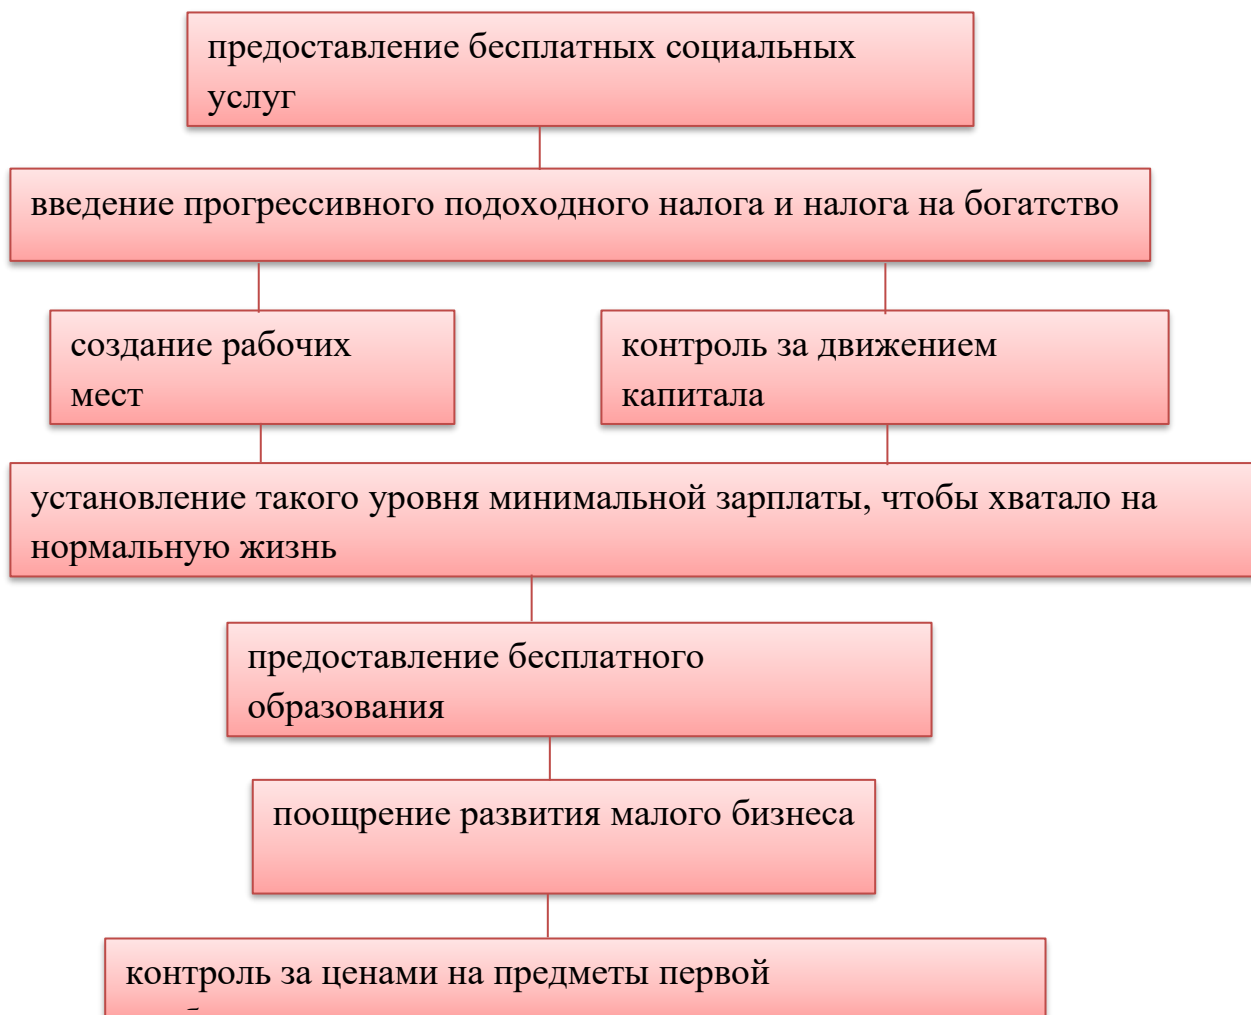 предоставление бесплатных социальных
услуг
введение прогрессивного подоходного налога и налога на богатство
создание рабочих
мест
контроль за движением
капитала
установление такого уровня минимальной зарплаты, чтобы хватало на
нормальную жизнь
предоставление бесплатного
образования
поощрение развития малого бизнеса
контроль за ценами на предметы первой